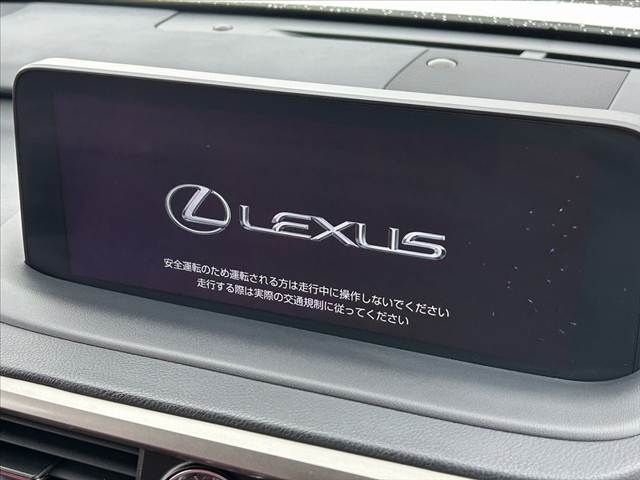 LEXUS
安全運転のため運転される方は走行中に操作しないでください
走行する際は実際の交通規制に従ってください